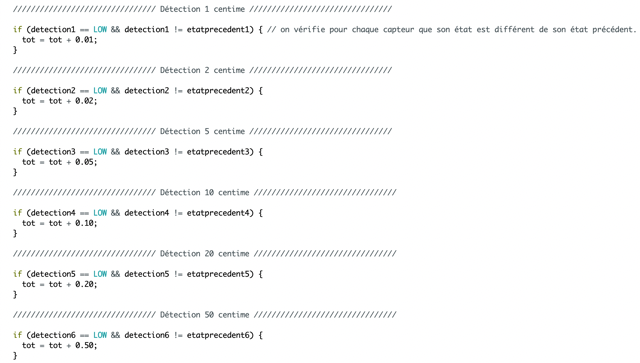 //////////////////////////////// Détection 1 centime ////////////////////////////////
if (detection1 == LOW && detection1 != etatprecedent1) { // on vérifie pour chaque capteur que son état est différent de son état précédent.
tot = tot + 0.01;
}
//////////////////////////////// Détection 2 centime ////////////////////////////////
if (detection2 == LOW && detection2 != etatprecedent2) {
tot = tot + 0.02;
}
//////////////////////////////// Détection 5 centime ////////////////////////////////
if (detection3 == LOW && detection3 != etatprecedent3) {
tot = tot + 0.05;
}
//////////////////////////////// Détection 10 centime ////////////////////////////////
if (detection4 == LOW && detection4 != etatprecedent4) {
tot = tot + 0.10;
}
//////////////////////////////// Détection 20 centime ////////////////////////////////
if (detection5 == LOW && detection5 != etatprecedent5) {
tot = tot + 0.20;
}
//////////////////////////////// Détection 50 centime ////////////////////////////////
if (detection6 == LOW && detection6 != etatprecedent6) {
tot = tot + 0.50;
}